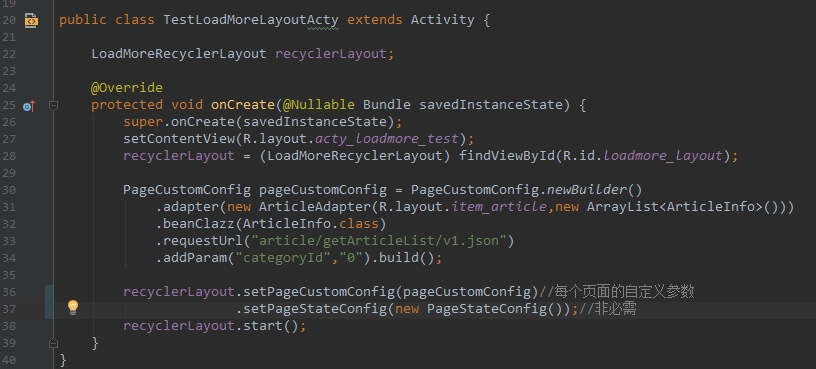 19
20 public class TestLoadMoreLayoutActy extends Activity {
21
22 LoadMoreRecyclerLayout recyclerLayout;
23
24 @Override
25 protected void onCreate(@Nullable Bundle savedInstanceState) {
26 super.onCreate(savedInstanceState);
27 setContentView(R.layout.acty_loadmore_test);
28 recyclerLayout = (LoadMoreRecyclerLayout) findViewById(R.id.loadmore_layout);
29
30 PageCustomConfig pageCustomConfig = PageCustomConfig.newBuilder()
31 .adapter(new ArticleAdapter(R.layout.item_article,new ArrayList<ArticleInfo>()))
32 .beanClazz(ArticleInfo.class)
33 .requestUrl("article/getArticleList/v1.json")
34 .addParam("categoryId","0").build();
35
36 recyclerLayout.setPageCustomConfig(pageCustomConfig)//每个页面的自定义参数
37 .setPageStateConfig(new PageStateConfig());//非必需
38 recyclerLayout.start();
39 }
40 }